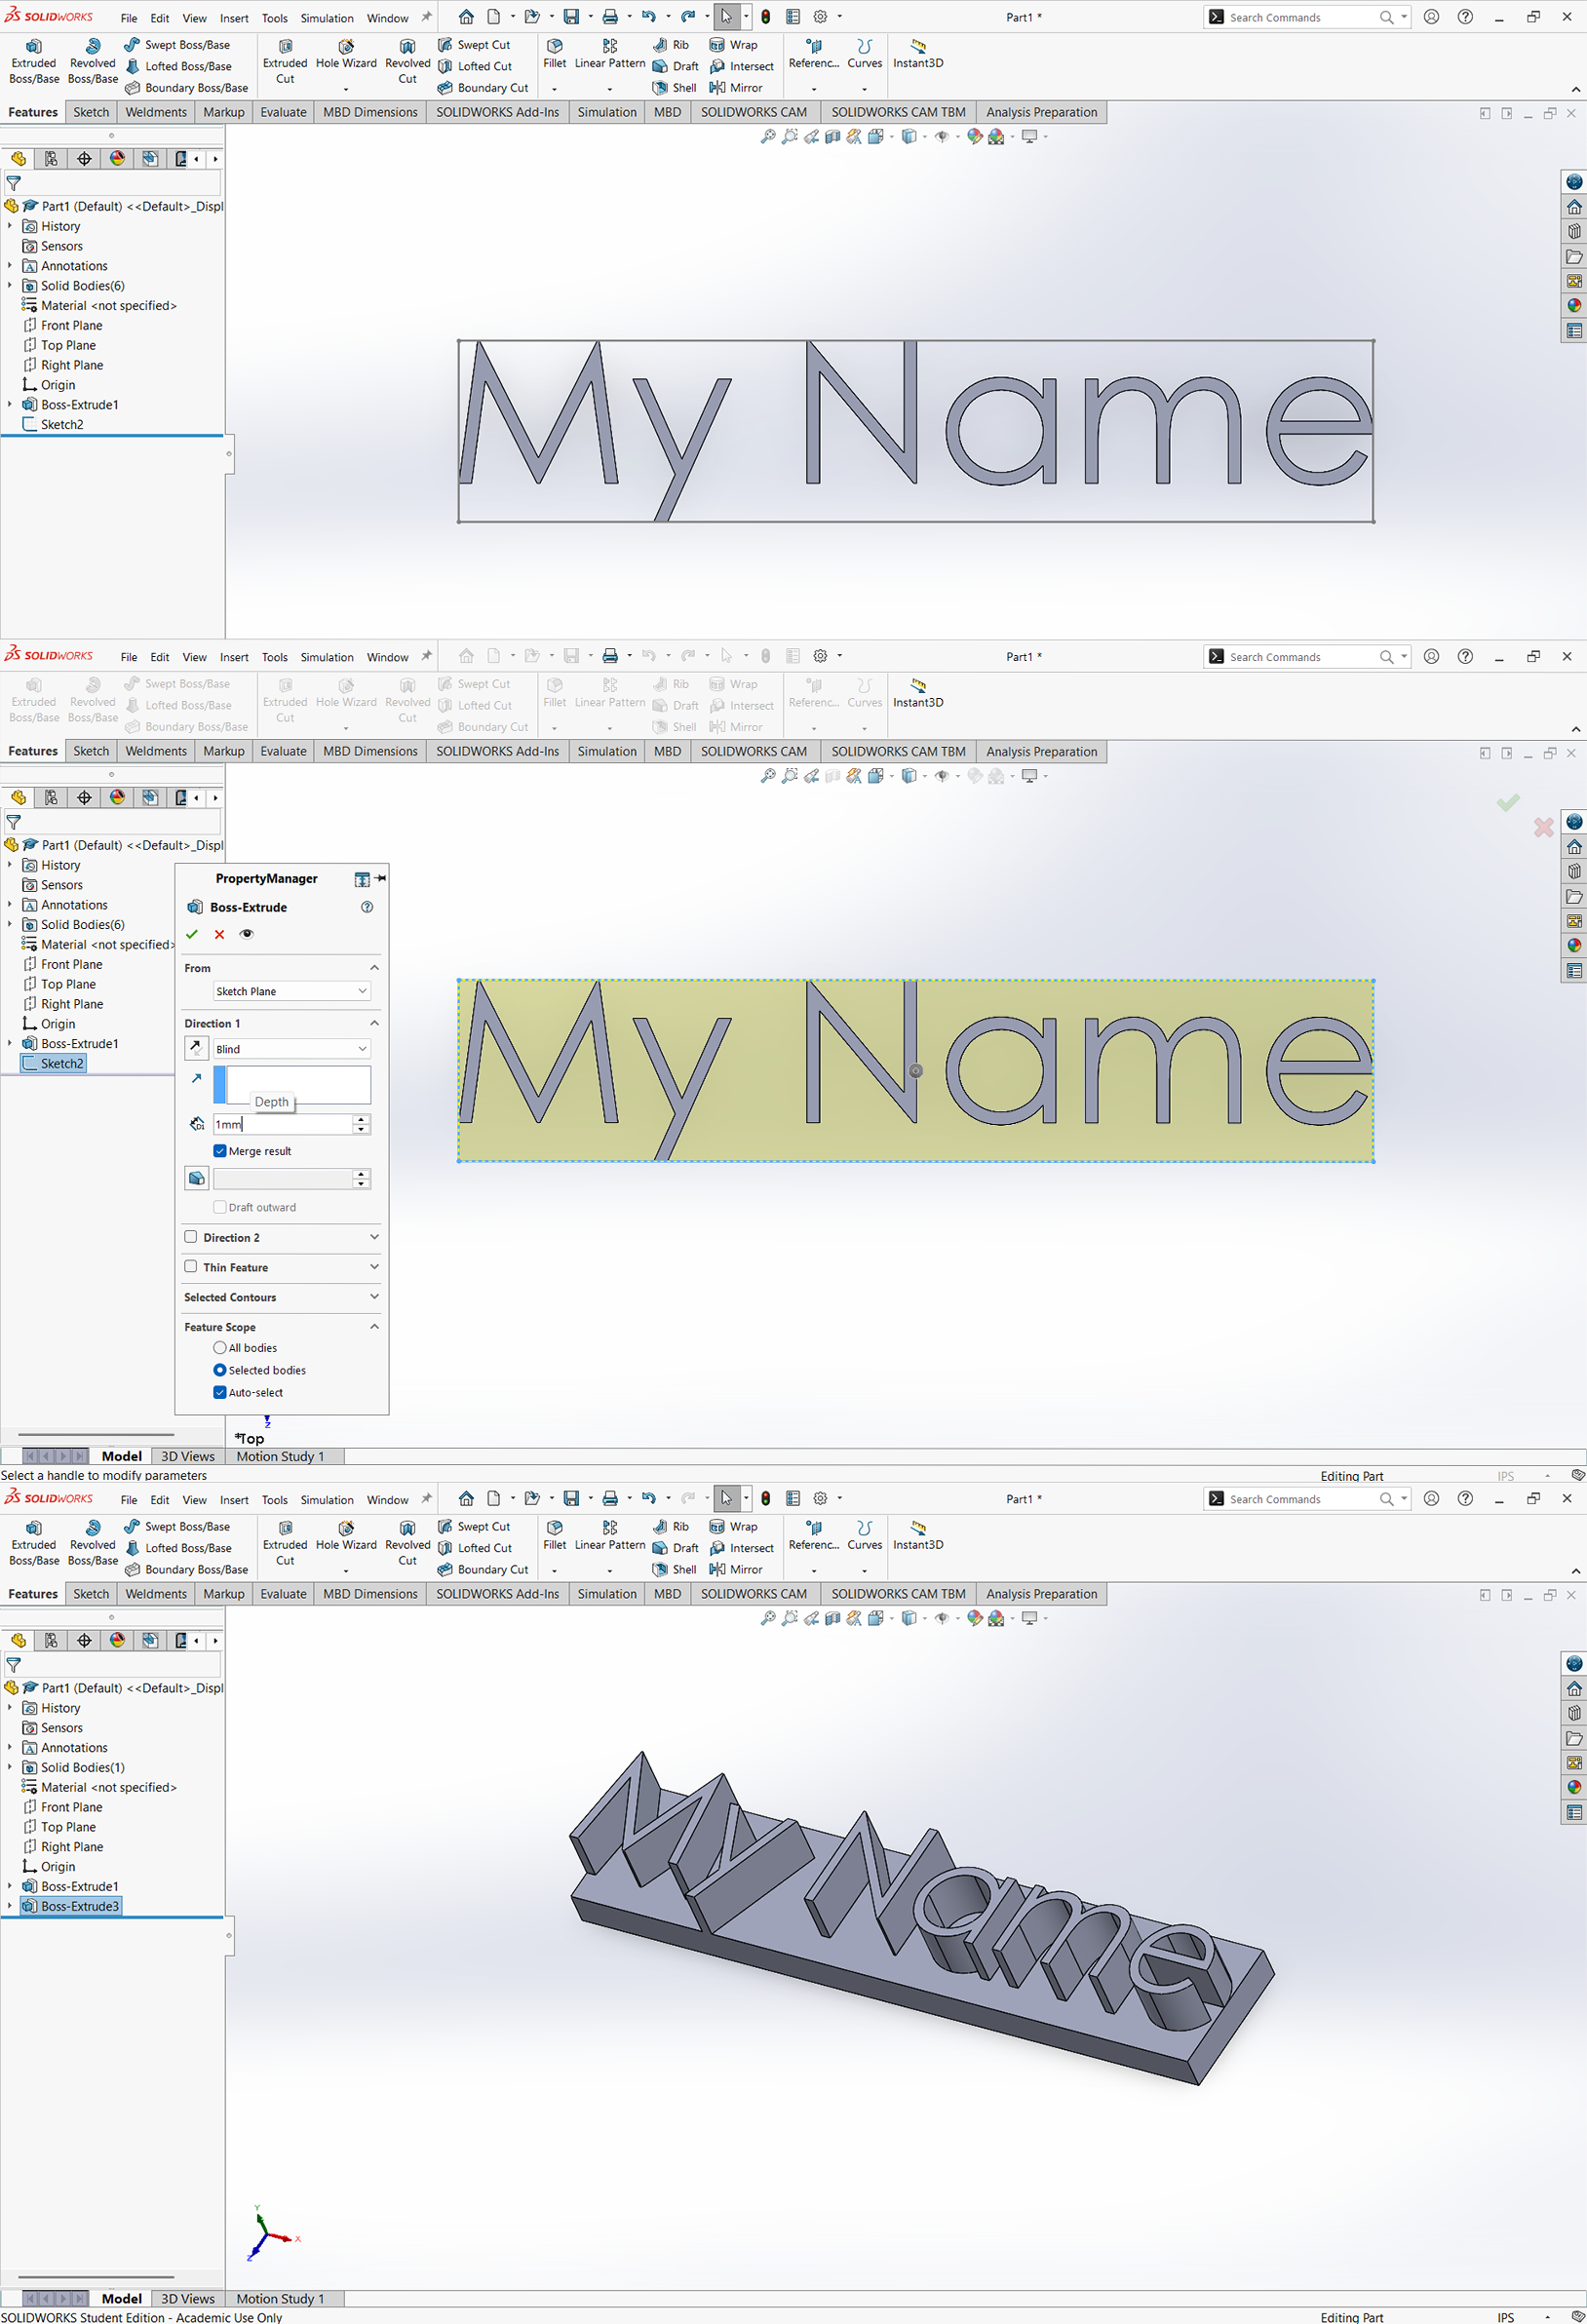 SOLIDWORKS File Edit View Insert Tools Simulation Window Part1 * Search Commands
Extruded Boss/Base Revolved Boss/Base Swept Boss/Base Lofted Boss/Base Boundary Boss/Base Extruded Cut Hole Wizard Revolved Cut Swept Cut Lofted Cut Boundary Cut Fillet Linear Pattern Rib Draft Shell Wrap Intersect Mirror Referenc... Curves Instant3D
Features Sketch Weldments Markup Evaluate MBD Dimensions SOLIDWORKS Add-Ins Simulation MBD SOLIDWORKS CAM SOLIDWORKS CAM TBM Analysis Preparation
Part1 (Default) <<Default>_Displ
History
Sensors
Annotations
Solid Bodies(6)
Material <not specified>
Front Plane
Top Plane
Right Plane
Origin
Boss-Extrude1
Sketch2
My Name
SOLIDWORKS File Edit View Insert Tools Simulation Window Part1 * Search Commands
Extruded Boss/Base Revolved Boss/Base Swept Boss/Base Lofted Boss/Base Boundary Boss/Base Extruded Cut Hole Wizard Revolved Cut Swept Cut Lofted Cut Boundary Cut Fillet Linear Pattern Rib Draft Shell Wrap Intersect Mirror Referenc... Curves Instant3D
Features Sketch Weldments Markup Evaluate MBD Dimensions SOLIDWORKS Add-Ins Simulation MBD SOLIDWORKS CAM SOLIDWORKS CAM TBM Analysis Preparation
Part1 (Default) <<Default>_Displ
History
Sensors
Annotations
Solid Bodies(6)
Material <not specified>
Front Plane
Top Plane
Right Plane
Origin
Boss-Extrude1
Sketch2
PropertyManager
Boss-Extrude
From
Sketch Plane
Direction 1
Blind
Depth
1mm
Merge result
Draft outward
Direction 2
Thin Feature
Selected Contours
Feature Scope
All bodies
Selected bodies
Auto-select
My Name
Z
*Top
Model 3D Views Motion Study 1
Select a handle to modify parameters Editing Part IPS
SOLIDWORKS File Edit View Insert Tools Simulation Window Part1 * Search Commands
Extruded Boss/Base Revolved Boss/Base Swept Boss/Base Lofted Boss/Base Boundary Boss/Base Extruded Cut Hole Wizard Revolved Cut Swept Cut Lofted Cut Boundary Cut Fillet Linear Pattern Rib Draft Shell Wrap Intersect Mirror Referenc... Curves Instant3D
Features Sketch Weldments Markup Evaluate MBD Dimensions SOLIDWORKS Add-Ins Simulation MBD SOLIDWORKS CAM SOLIDWORKS CAM TBM Analysis Preparation
Part1 (Default) <<Default>_Displ
History
Sensors
Annotations
Solid Bodies(1)
Material <not specified>
Front Plane
Top Plane
Right Plane
Origin
Boss-Extrude1
Boss-Extrude3
My Name
Y
X
Z
Model 3D Views Motion Study 1
SOLIDWORKS Student Edition - Academic Use Only Editing Part IPS